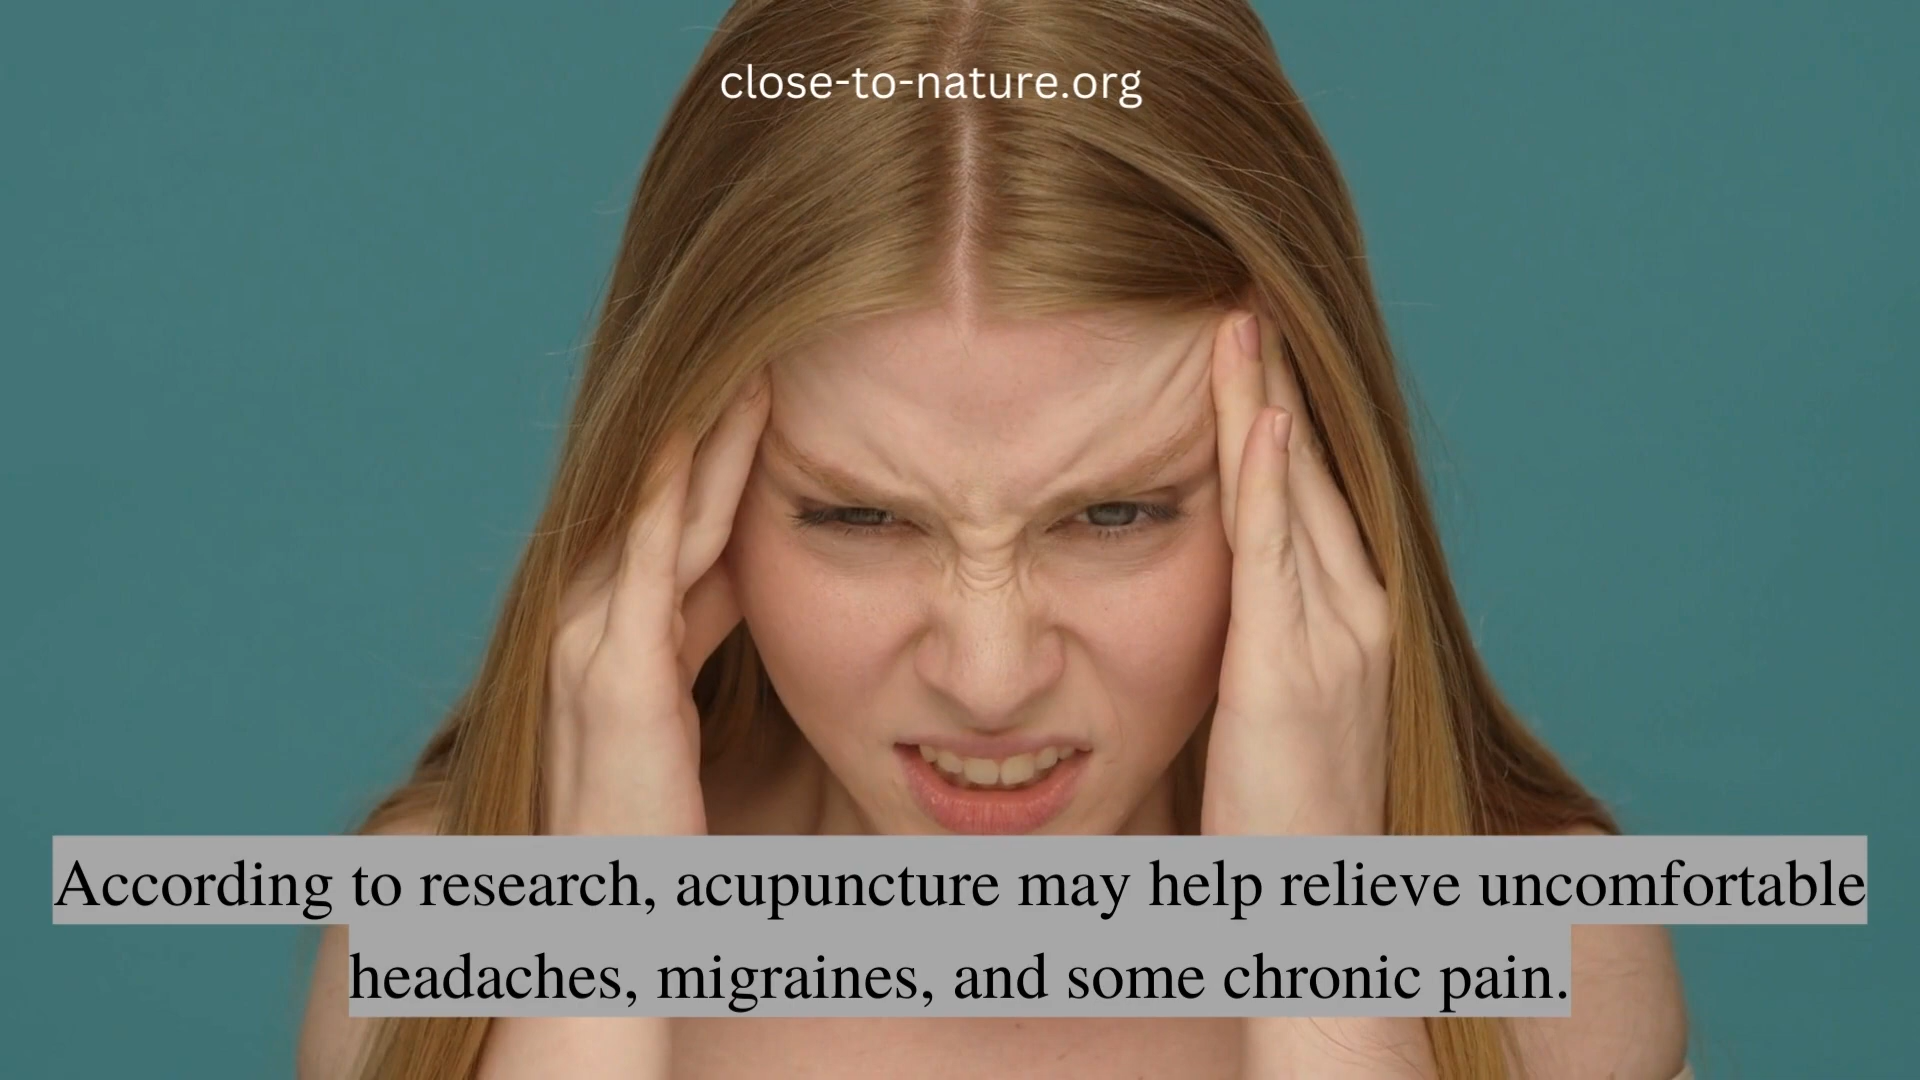 close-to-nature.org
According to research, acupuncture may help relieve uncomfortable
headaches, migraines, and some chronic pain.